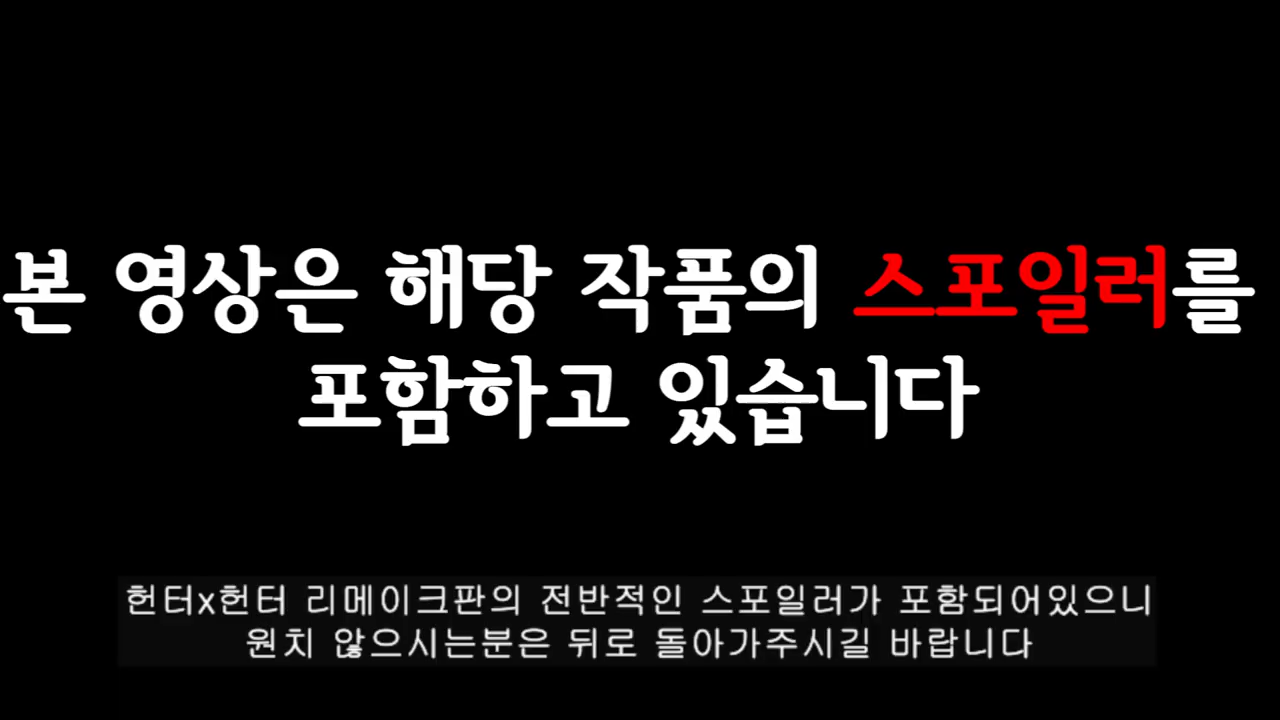 본 영상은 해당 작품의 스포일러를
포함하고 있습니다
헌터x헌터 리메이크판의 전반적인 스포일러가 포함되어있으니
원치 않으시는분은 뒤로 돌아가주시길 바랍니다